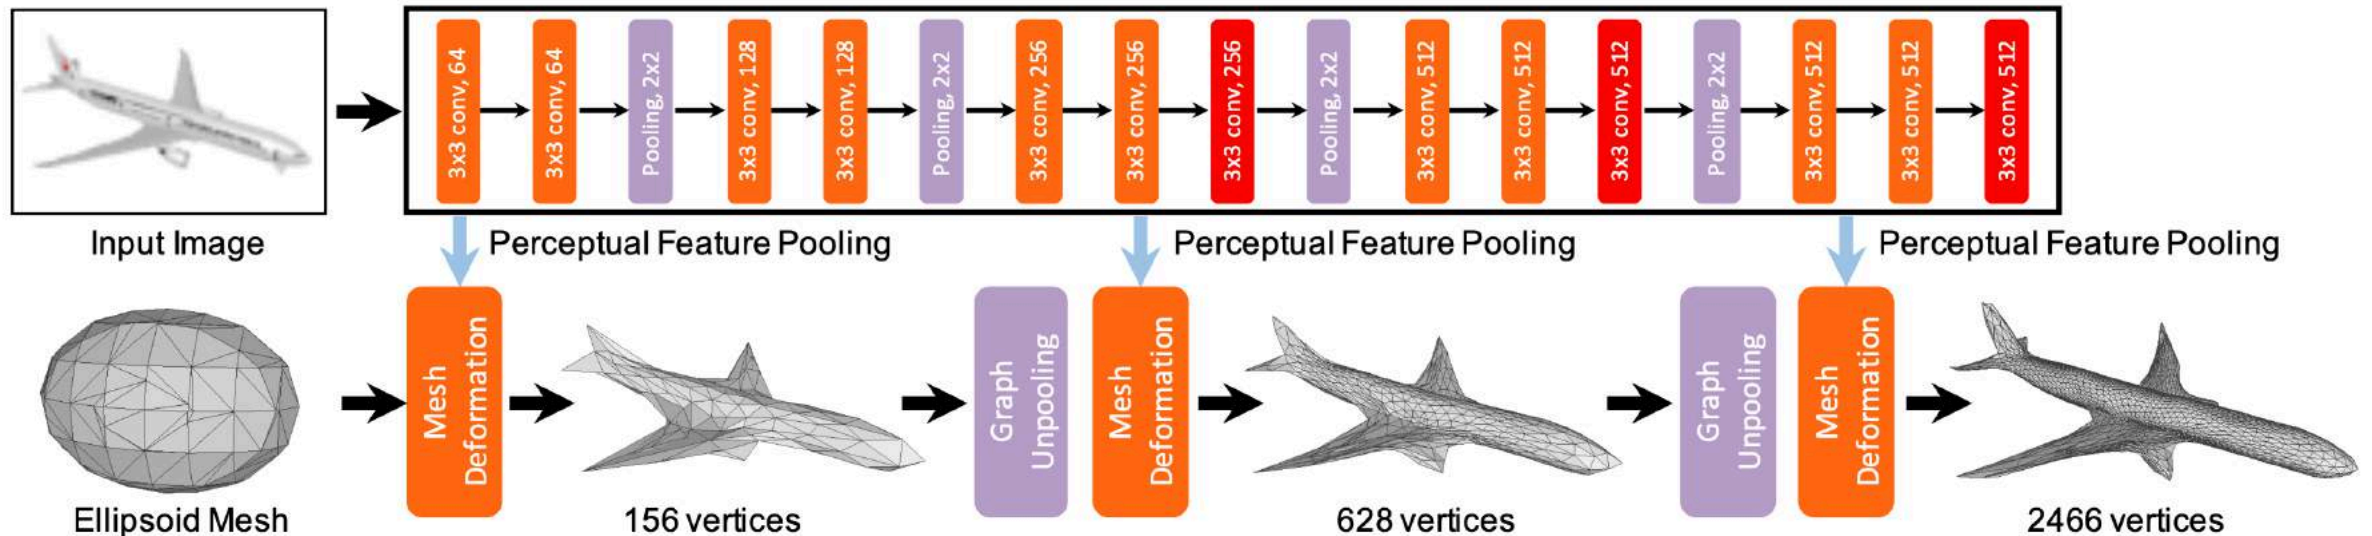 3x3 conv, 64
3x3 conv, 64
Pooling, 2x2
3x3 conv, 128
3x3 conv, 128
Pooling, 2x2
3x3 conv, 256
3x3 conv, 256
3x3 conv, 256
Pooling, 2x2
3x3 conv, 512
3x3 conv, 512
3x3 conv, 512
Pooling, 2x2
3x3 conv, 512
3x3 conv, 512
3x3 conv, 512
Input Image
Perceptual Feature Pooling
Perceptual Feature Pooling
Perceptual Feature Pooling
Mesh
Deformation
Graph
Unpooling
Mesh
Deformation
Graph
Unpooling
Mesh
Deformation
Ellipsoid Mesh
156 vertices
628 vertices
2466 vertices